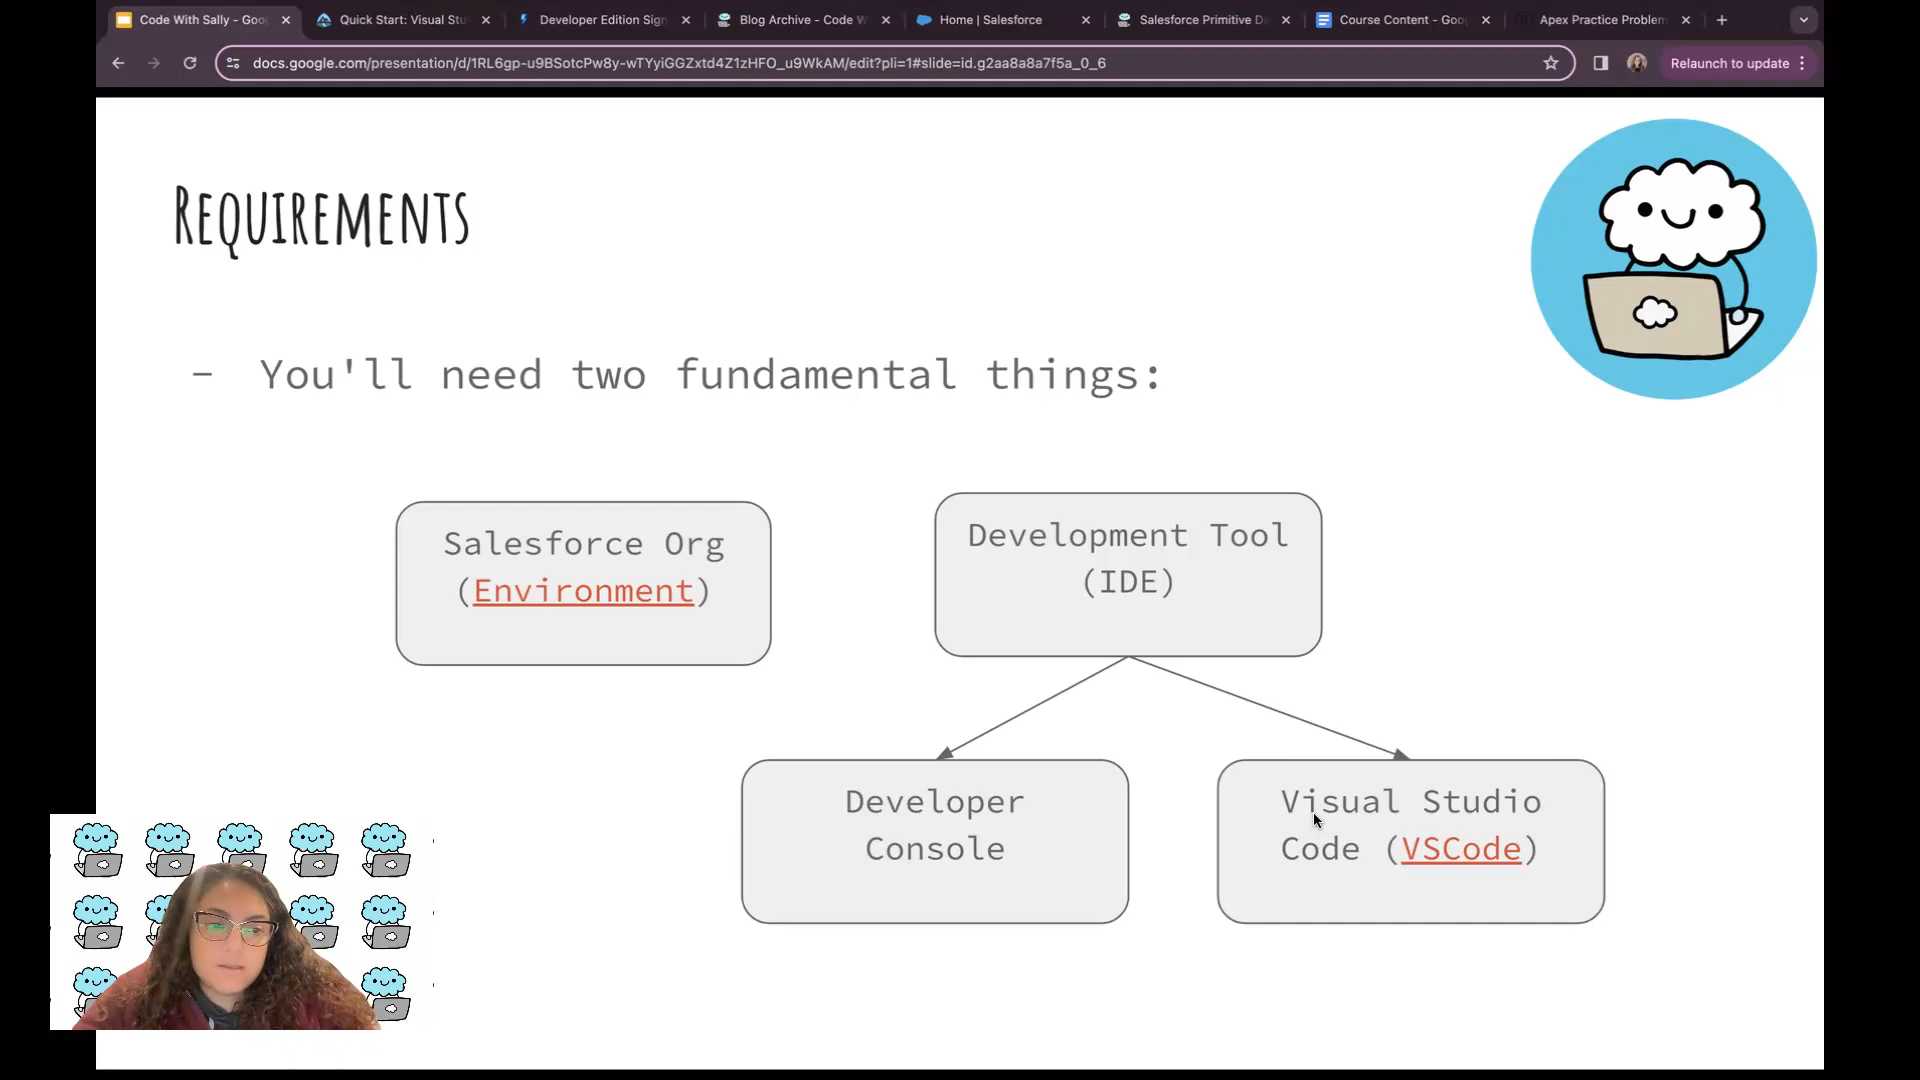 Code With Sally - Goo
Quick Start: Visual Stu
Developer Edition Sign
Blog Archive - Code W
Home | Salesforce
Salesforce Primitive D
Course Content - Goo
Apex Practice Problem
docs.google.com/presentation/d/1RL6gp-u9BSotcPw8y-wTYyiGGZxtd4Z1zHFO_u9WkAM/edit?pli=1#slide=id.g2aa8a8a7f5a_0_6
Relaunch to update
REQUIREMENTS
- You'll need two fundamental things:
Salesforce Org
(Environment)
Development Tool
(IDE)
Developer
Console
Visual Studio
Code (VSCode)